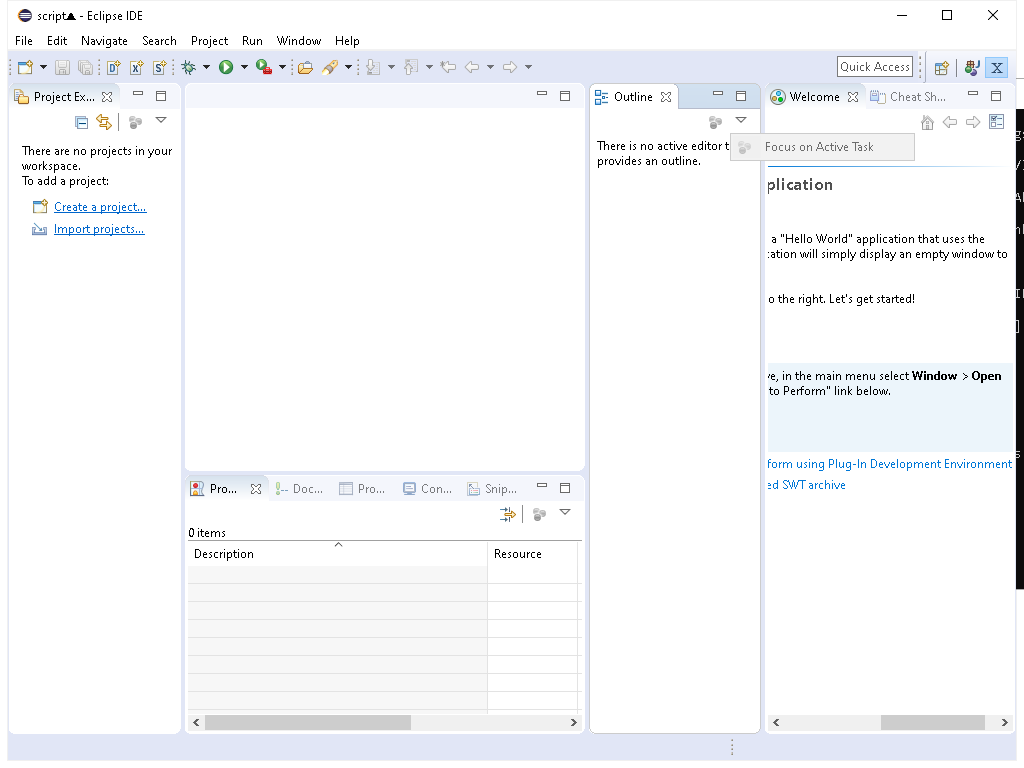 script▲ - Eclipse IDE
File Edit Navigate Search Project Run Window Help
Quick Access
Project Ex...
There are no projects in your
workspace.
To add a project:
Create a project...
Import projects...
Outline
There is no active editor t
provides an outline.
Focus on Active Task
Welcome Cheat Sh...
plication
a "Hello World" application that uses the
cation will simply display an empty window to
o the right. Let's get started!
ve, in the main menu select Window > Open
to Perform" link below.
form using Plug-In Development Environment
ed SWT archive
Pro... Doc... Pro... Con... Snip...
0 items
Description Resource